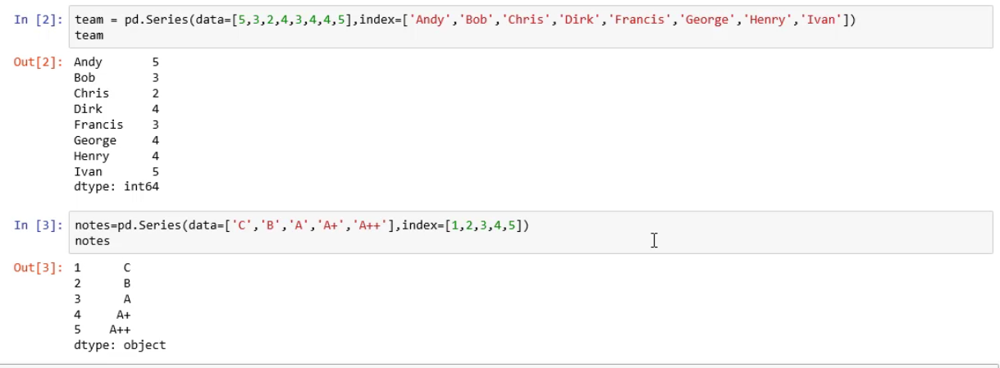 In [2]: team = pd.Series(data=[5,3,2,4,3,4,4,5],index=['Andy','Bob','Chris','Dirk','Francis','George','Henry','Ivan'])
team
Out[2]: Andy 5
Bob 3
Chris 2
Dirk 4
Francis 3
George 4
Henry 4
Ivan 5
dtype: int64
In [3]: notes=pd.Series(data=['C','B','A','A+','A++'],index=[1,2,3,4,5])
notes
Out[3]: 1 C
2 B
3 A
4 A+
5 A++
dtype: object